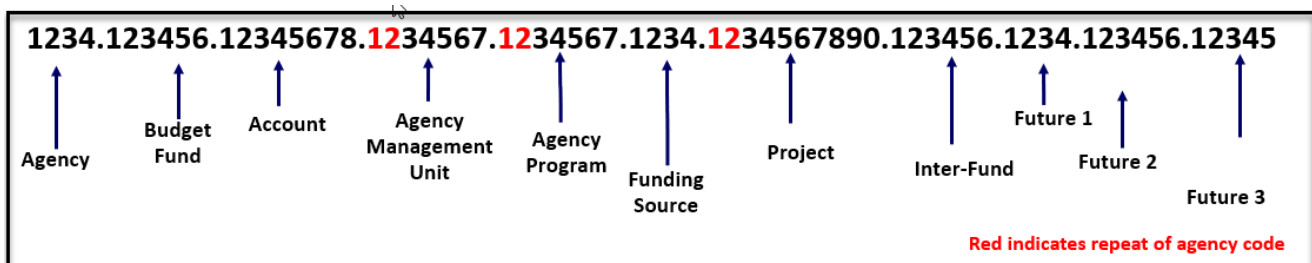 1234.123456.12345678.1234567.1234567.1234.1234567890.123456.1234.123456.12345
Agency
Budget
Fund
Account
Agency
Management
Unit
Agency
Program
Funding
Source
Project
Inter-Fund
Future 1
Future 2
Future 3
Red indicates repeat of agency code